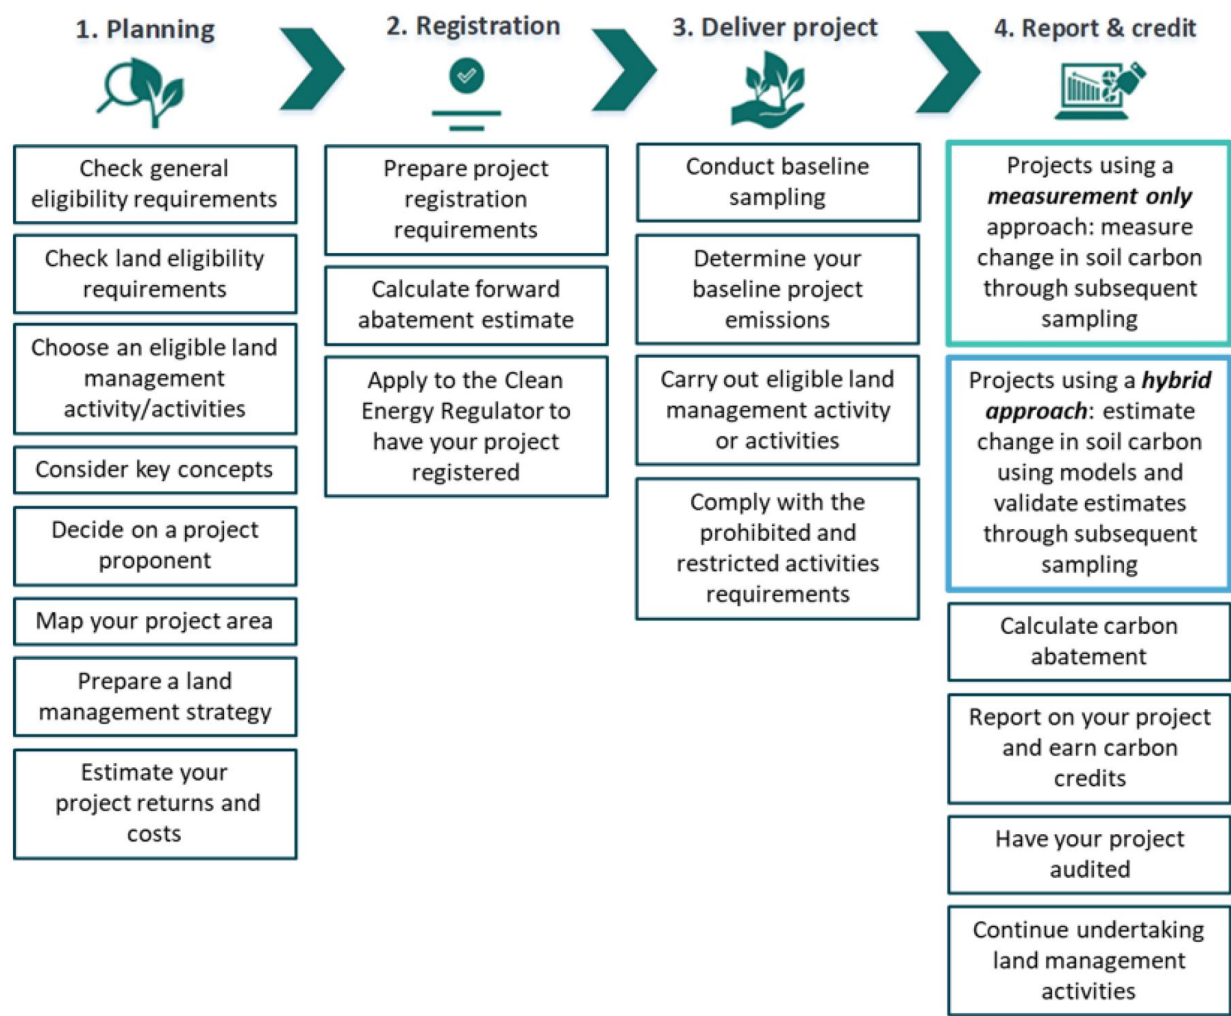 1. Planning
Check general
eligibility requirements
Check land eligibility
requirements
Choose an eligible land
management
activity/activities
Consider key concepts
Decide on a project
proponent
Map your project area
Prepare a land
management strategy
Estimate your
project returns and
costs
2. Registration
Prepare project
registration
requirements
Calculate forward
abatement estimate
Apply to the Clean
Energy Regulator to
have your project
registered
3. Deliver project
Conduct baseline
sampling
Determine your
baseline project
emissions
Carry out eligible land
management activity
or activities
Comply with the
prohibited and
restricted activities
requirements
4. Report & credit
Projects using a
measurement only
approach: measure
change in soil carbon
through subsequent
sampling
Projects using a hybrid
approach: estimate
change in soil carbon
using models and
validate estimates
through subsequent
sampling
Calculate carbon
abatement
Report on your project
and earn carbon
credits
Have your project
audited
Continue undertaking
land management
activities